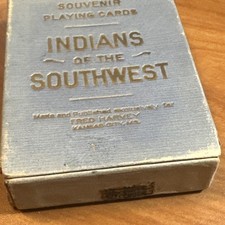 SOUVENIR
PLAYING CARDS
INDIANS
OF THE
SOUTHWEST
Made and Published exclusively for
FRED HARVEY
KANSAS CITY, MO.